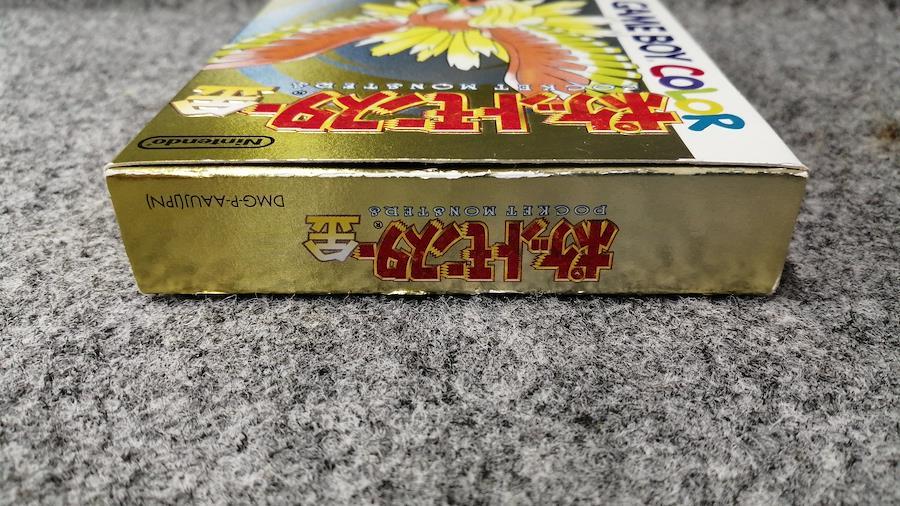 GAME BOY COLOR
POCKET MONSTERS
ポケットモンスター
金
Nintendo
DMG-P-AAUJ(JPN)
POCKET MONSTERS
ポケットモンスター 金